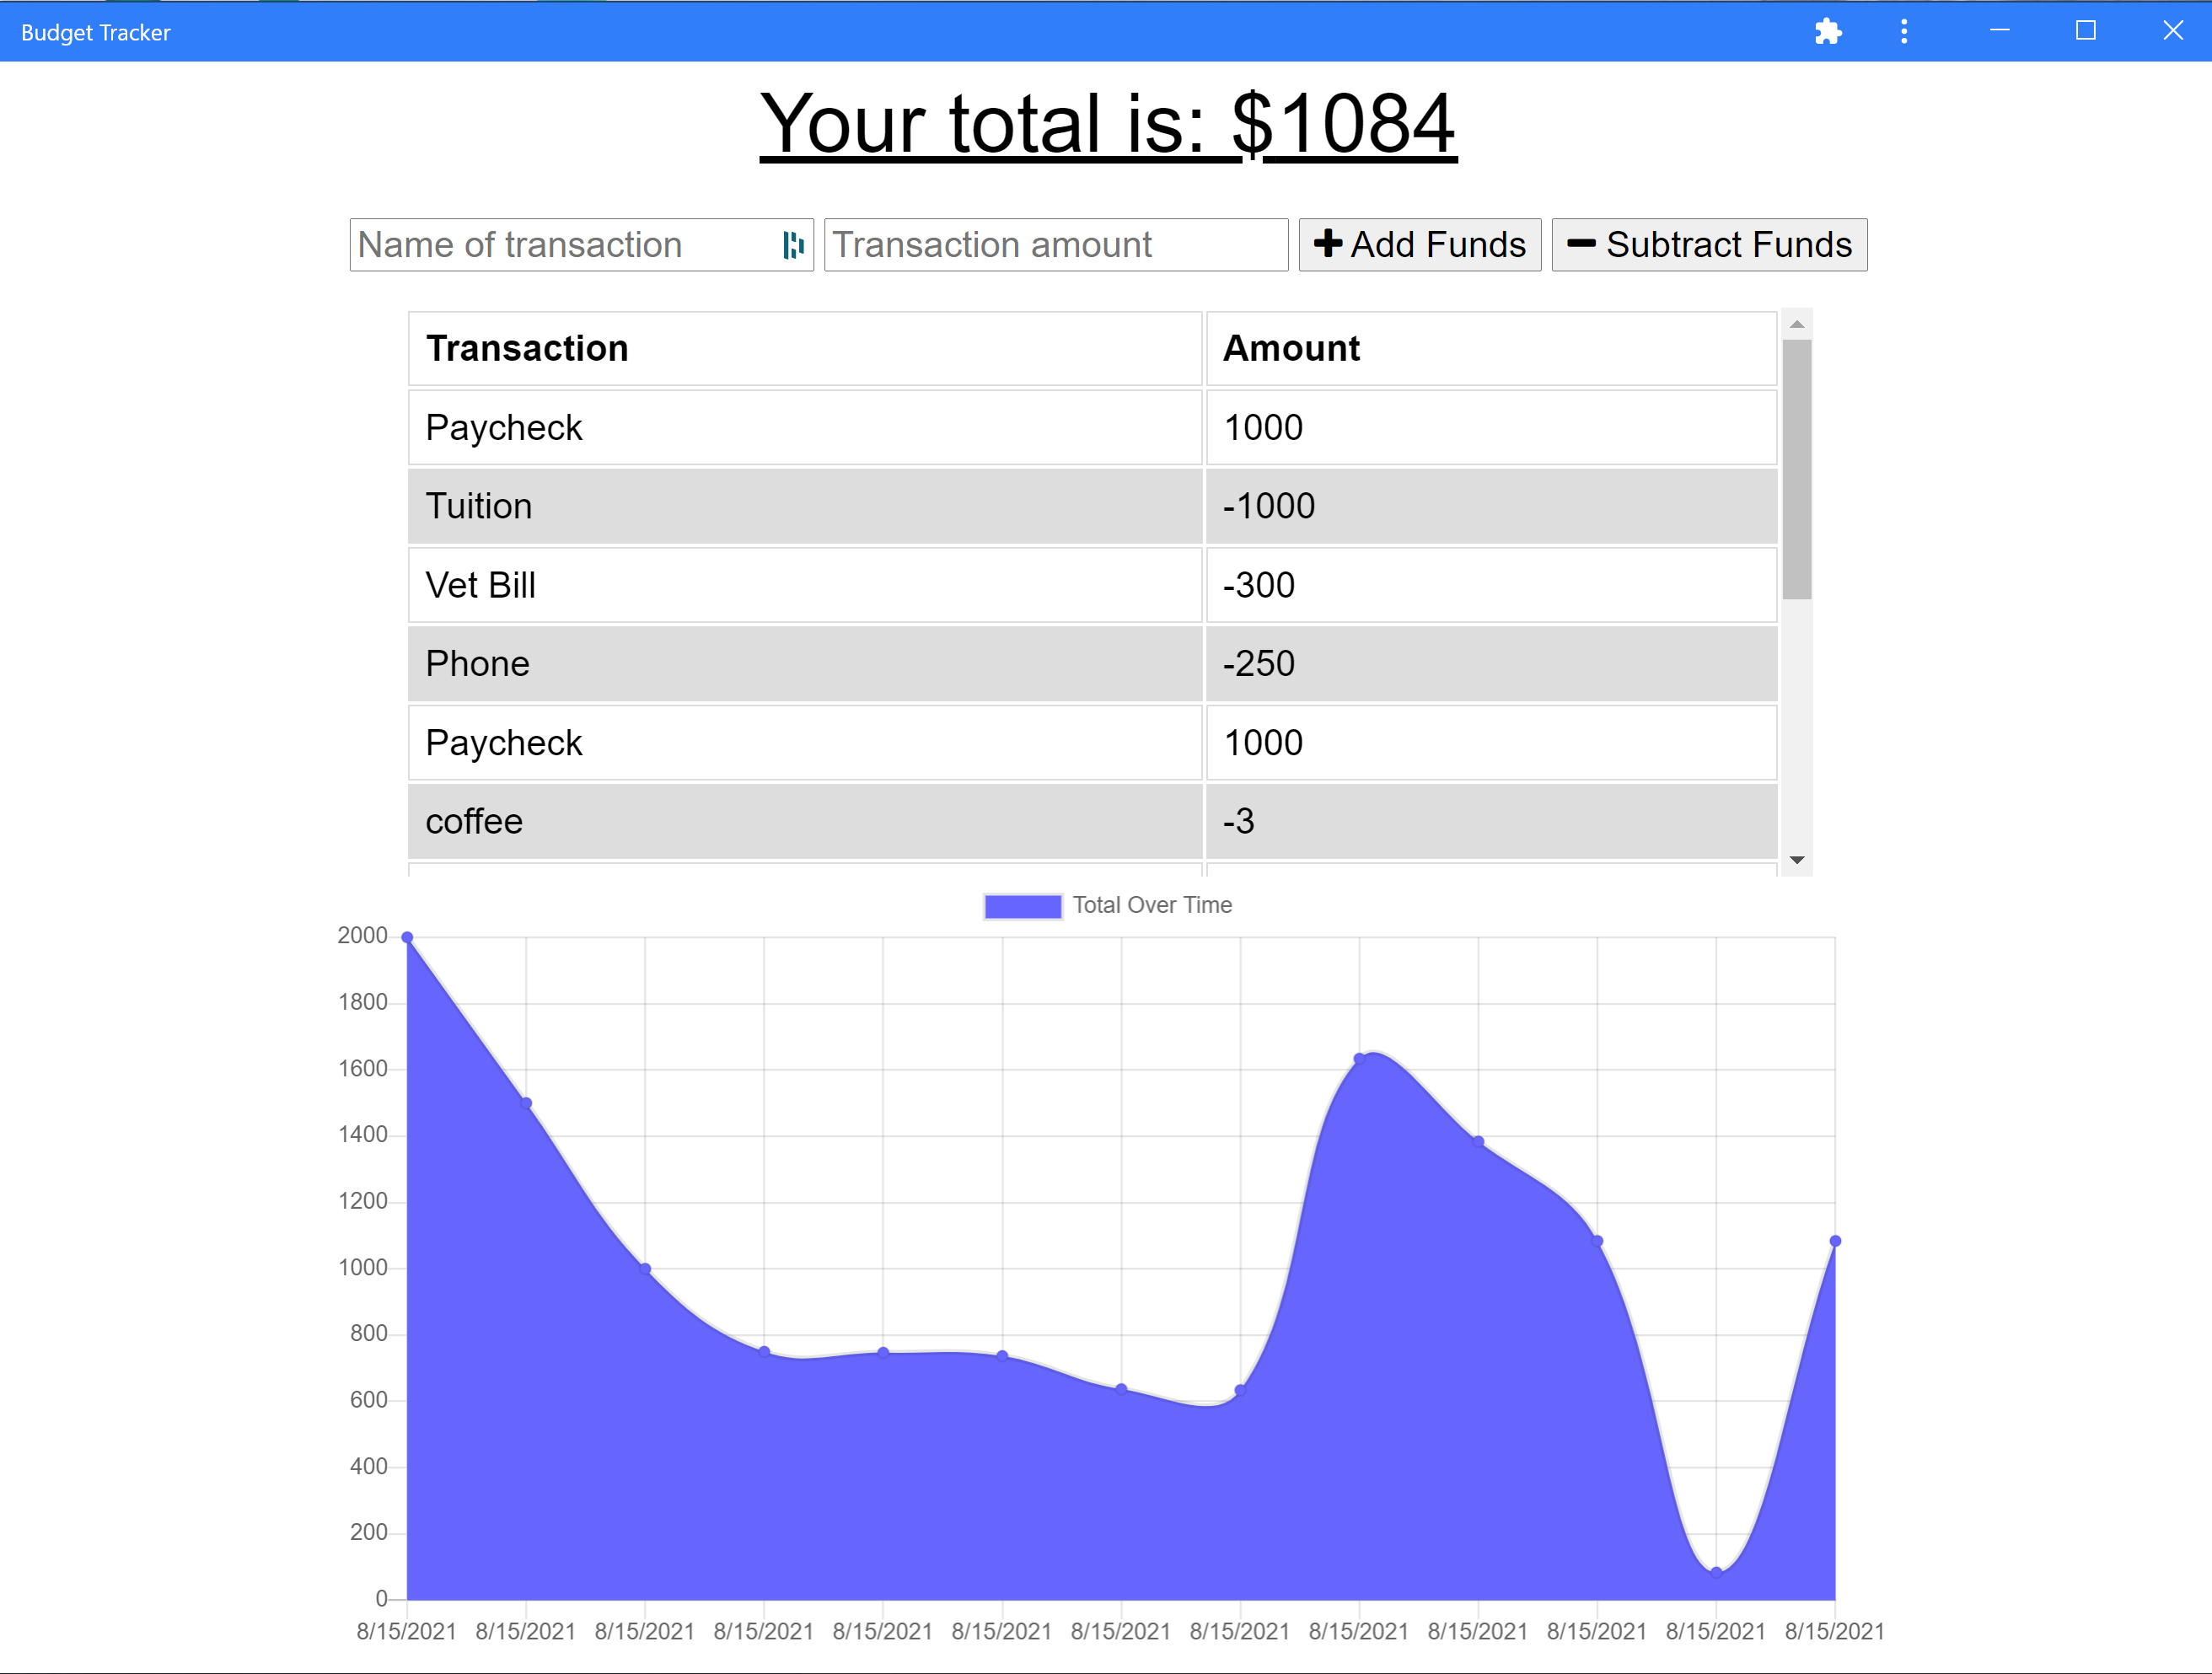 Budget Tracker
Your total is: $1084
Name of transaction Transaction amount Add Funds Subtract Funds
Transaction Amount
Paycheck 1000
Tuition -1000
Vet Bill -300
Phone -250
Paycheck 1000
coffee -3
Total Over Time
2000
1800
1600
1400
1200
1000
800
600
400
200
0
8/15/2021 8/15/2021 8/15/2021 8/15/2021 8/15/2021 8/15/2021 8/15/2021 8/15/2021 8/15/2021 8/15/2021 8/15/2021 8/15/2021 8/15/2021